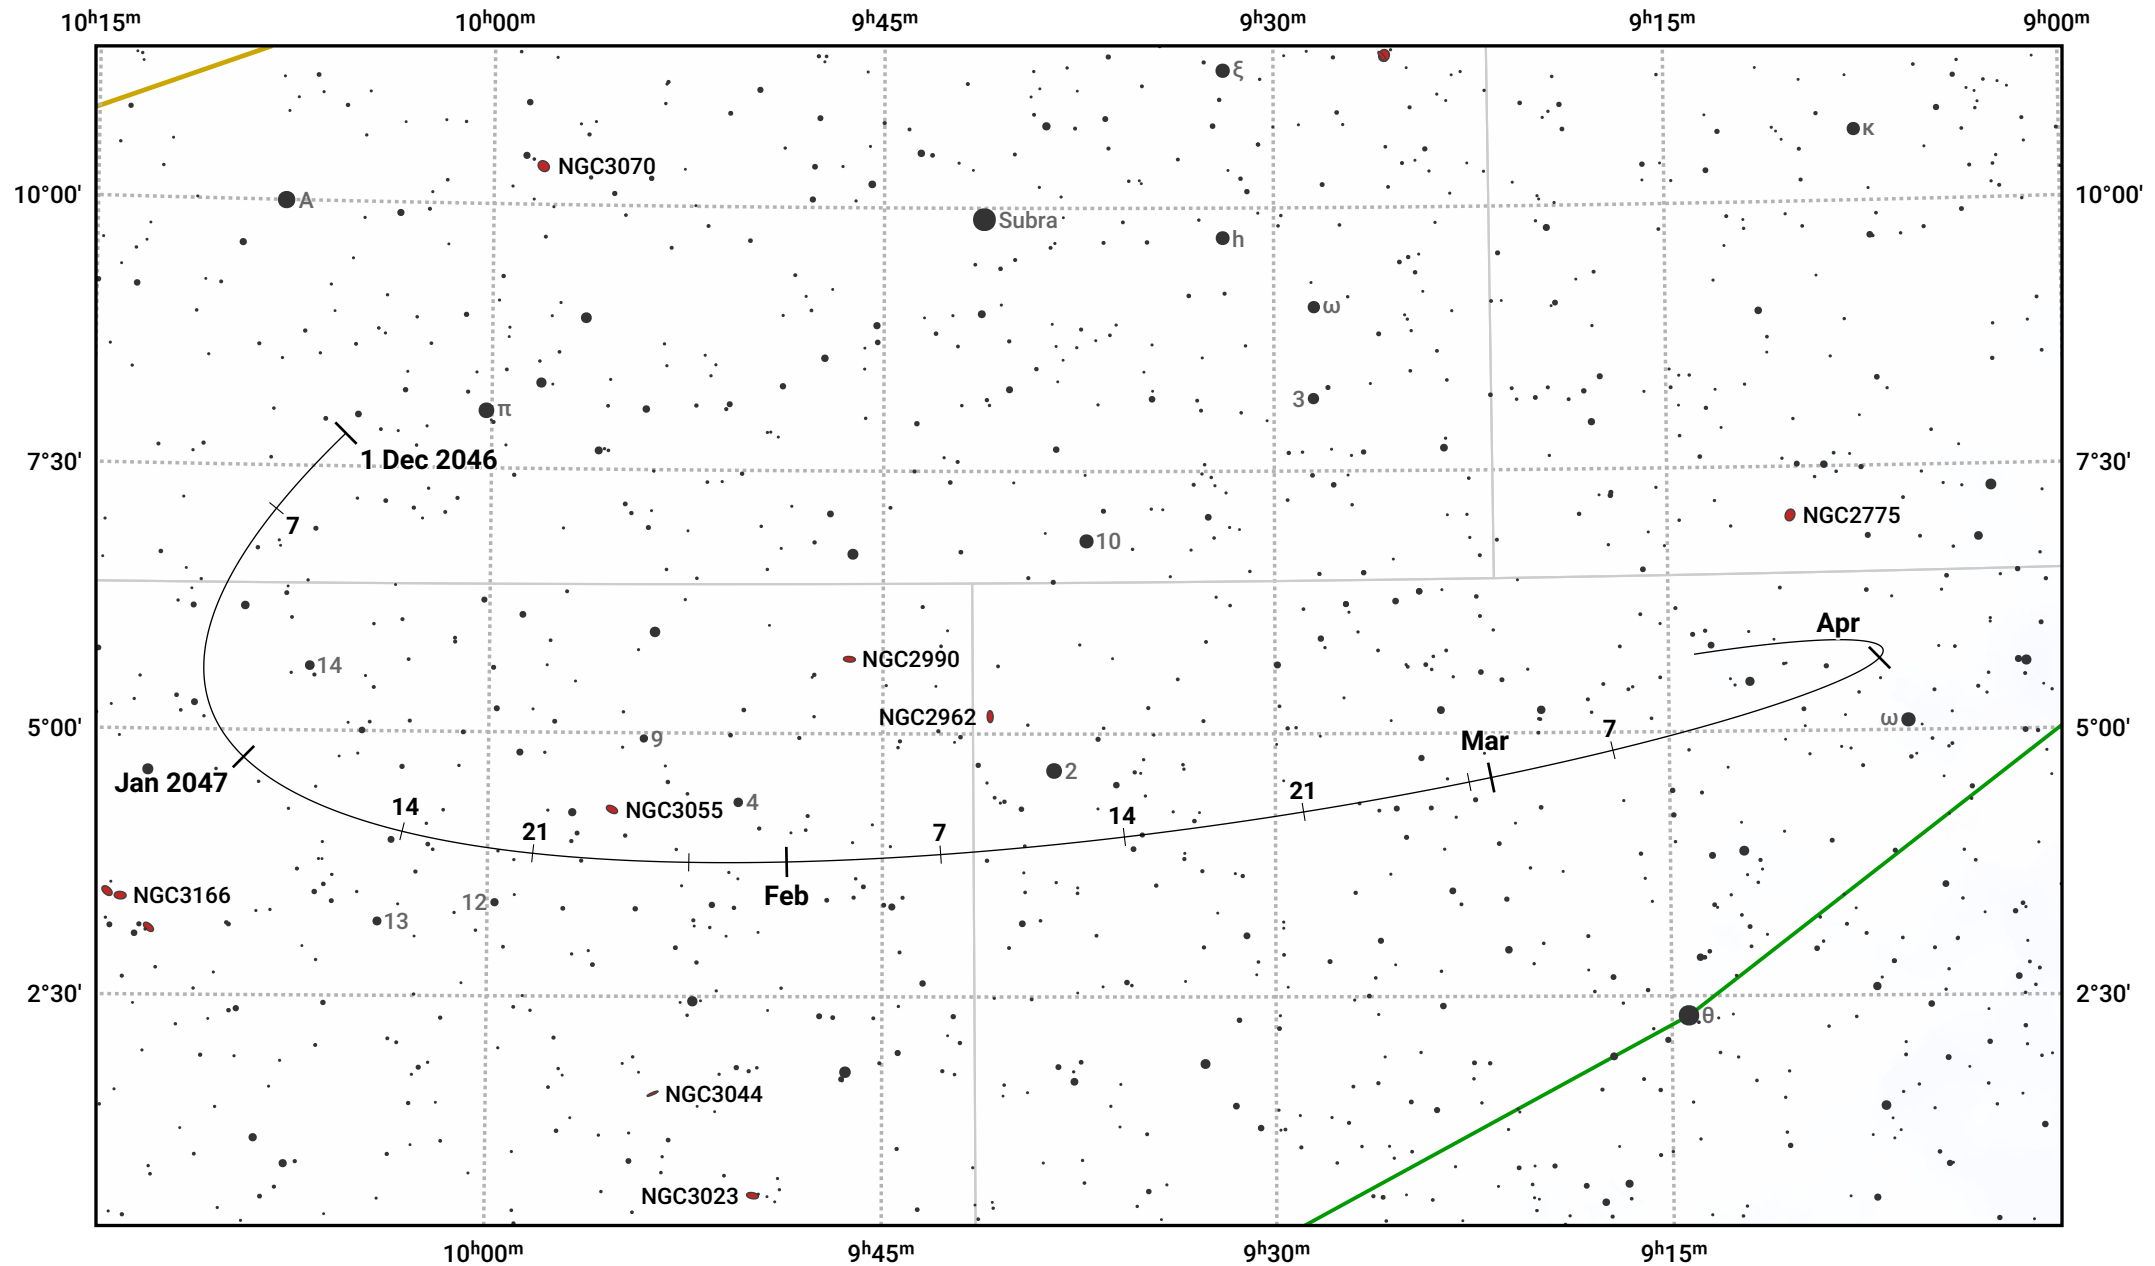 10ʰ15ᵐ 10ʰ00ᵐ 9ʰ45ᵐ 9ʰ30ᵐ 9ʰ15ᵐ 9ʰ00ᵐ
ξ
κ
NGC3070
10°00' 10°00'
A
Subra
h
ω
3
π
1 Dec 2046
7°30' 7°30'
7
NGC2775
10
Apr
14
NGC2990
NGC2962
ω
5°00' 5°00'
9
7
Mar
2
Jan 2047
21
4
14
NGC3055
14
21
7
Feb
NGC3166
12
13
2°30' 2°30'
θ
NGC3044
NGC3023
10ʰ00ᵐ 9ʰ45ᵐ 9ʰ30ᵐ 9ʰ15ᵐ